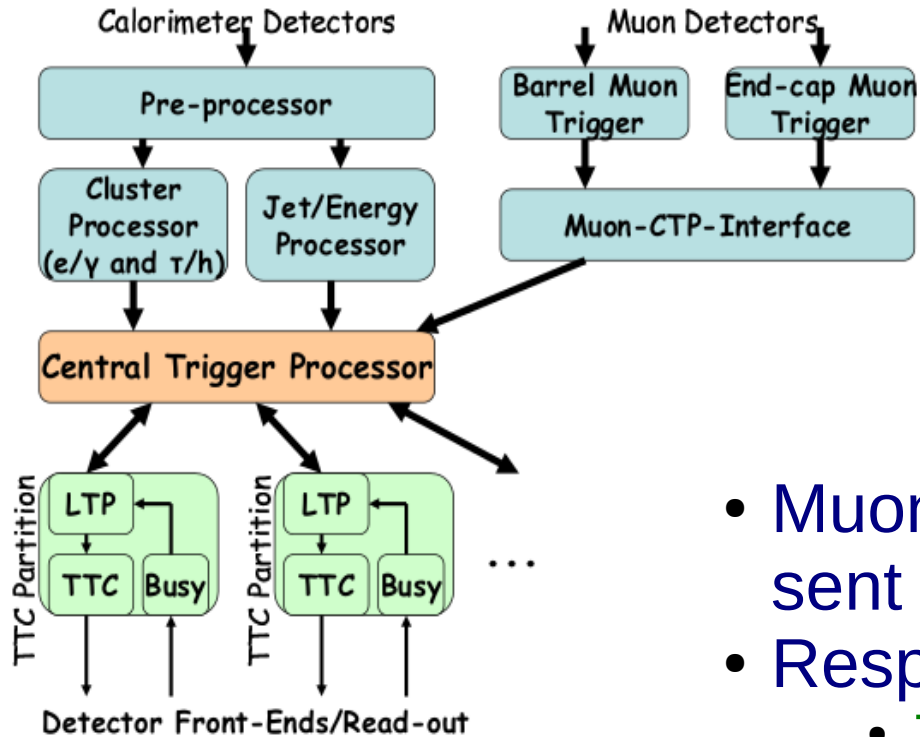 Calorimeter Detectors
Muon Detectors
Pre-processor
Barrel Muon
Trigger
End-cap Muon
Trigger
Cluster
Processor
(e/γ and τ/h)
Jet/Energy
Processor
Muon-CTP-Interface
Central Trigger Processor
TTC Partition
LTP
TTC
Busy
TTC Partition
LTP
TTC
Busy
...
Detector Front-Ends/Read-out
•
• sent
•
•